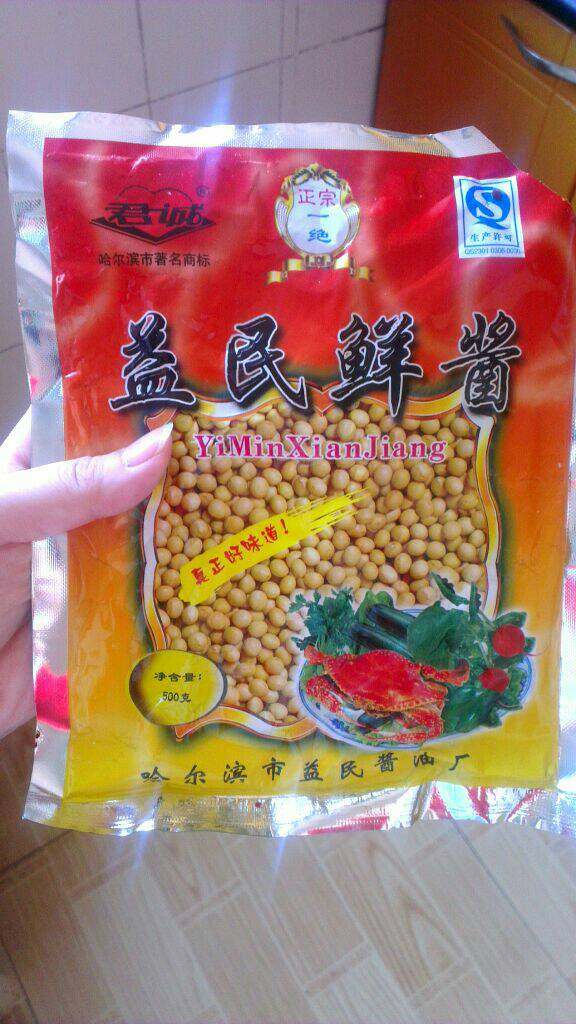 君诚®
哈尔滨市著名商标
正宗
一
绝
生产许可
益民鲜酱
YiMinXianJiang
真正好味道！
净含量：
500克
哈尔滨市益民酱油厂